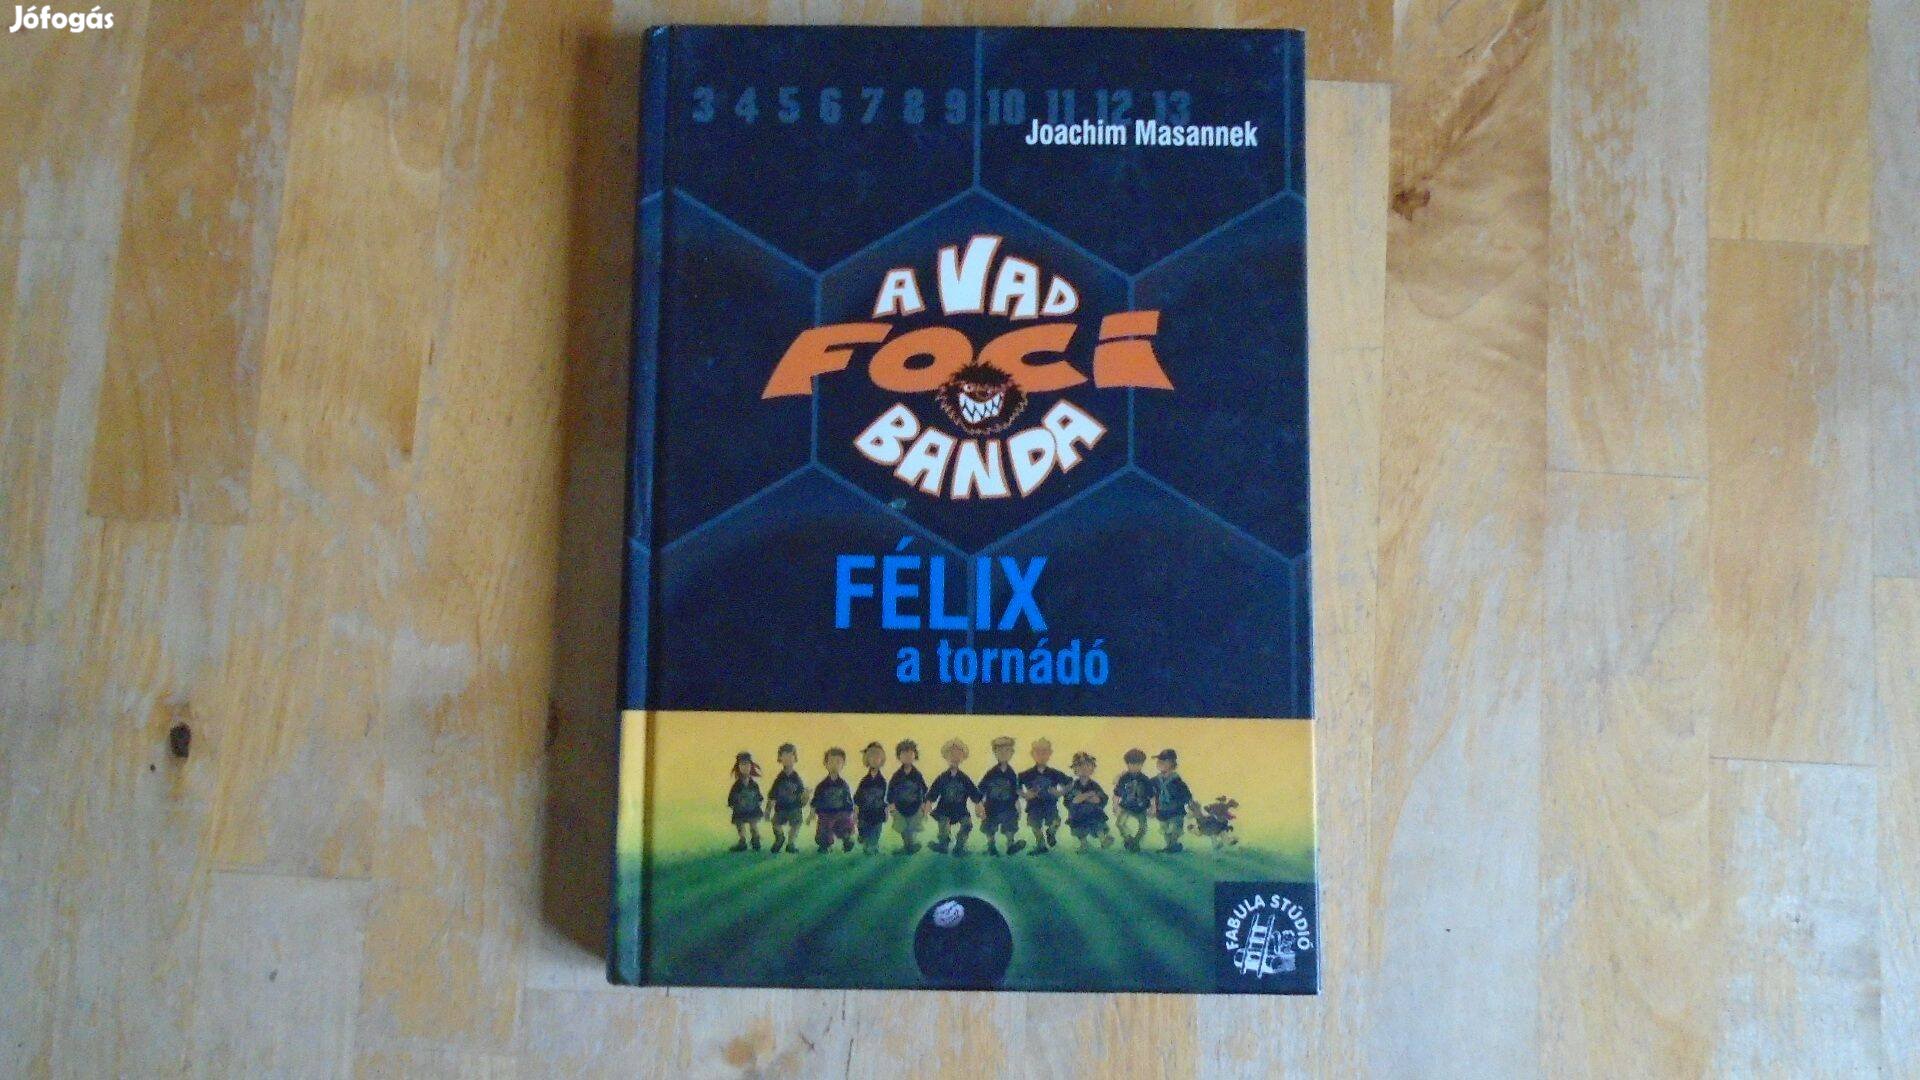 Jófogás
3 4 5 6 7 8 9 10 11 12 13
Joachim Masannek
A VAD
FOCI
BANDA
FÉLIX
a tornádó
FABULA STÚDIÓ